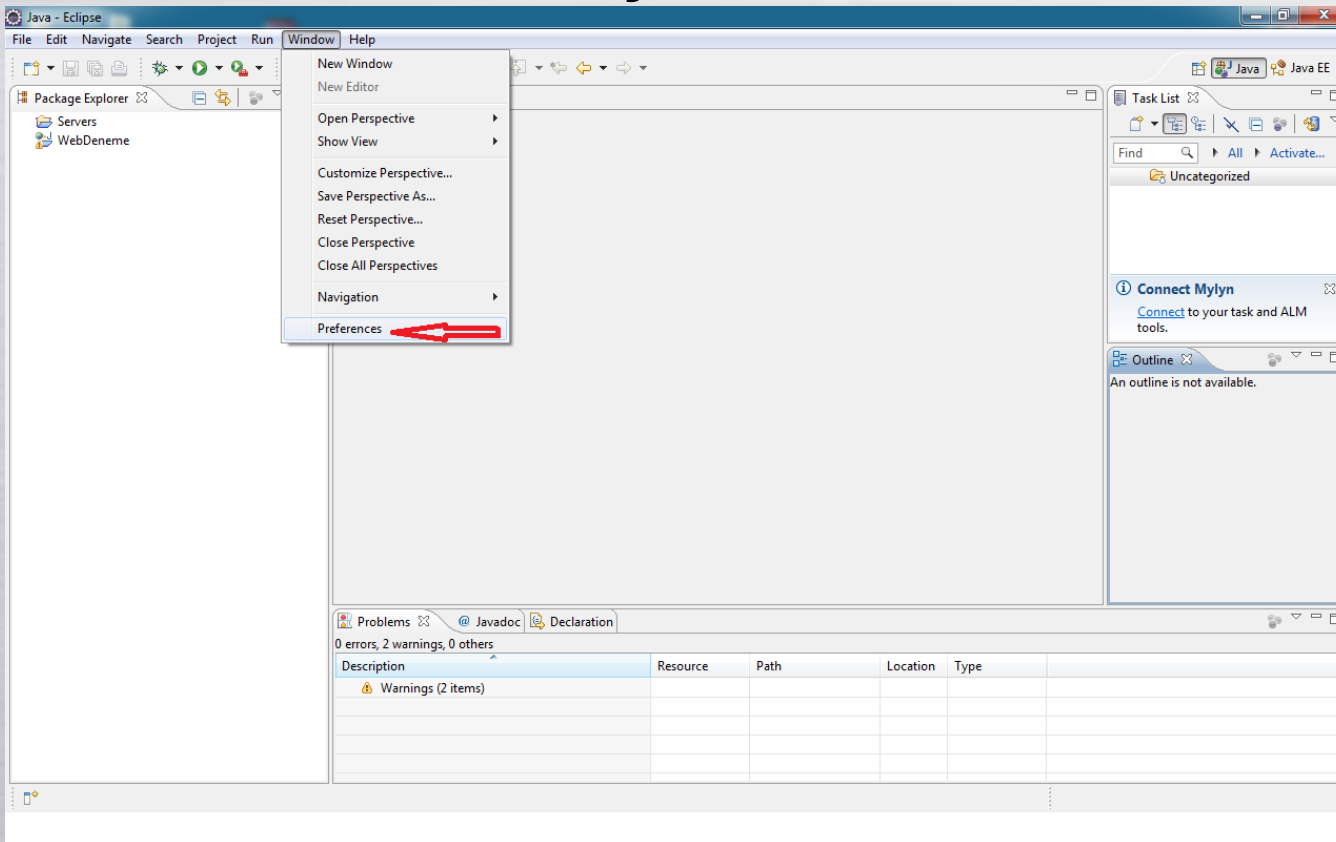 Java - Eclipse
File Edit Navigate Search Project Run Window Help
Java Java EE
New Window
New Editor
Open Perspective
Show View
Customize Perspective...
Save Perspective As...
Reset Perspective...
Close Perspective
Close All Perspectives
Navigation
Preferences
Package Explorer
Servers
WebDeneme
Task List
Find All Activate...
Uncategorized
Connect Mylyn
Connect to your task and ALM
tools.
Outline
An outline is not available.
Problems @ Javadoc Declaration
0 errors, 2 warnings, 0 others
Description Resource Path Location Type
Warnings (2 items)